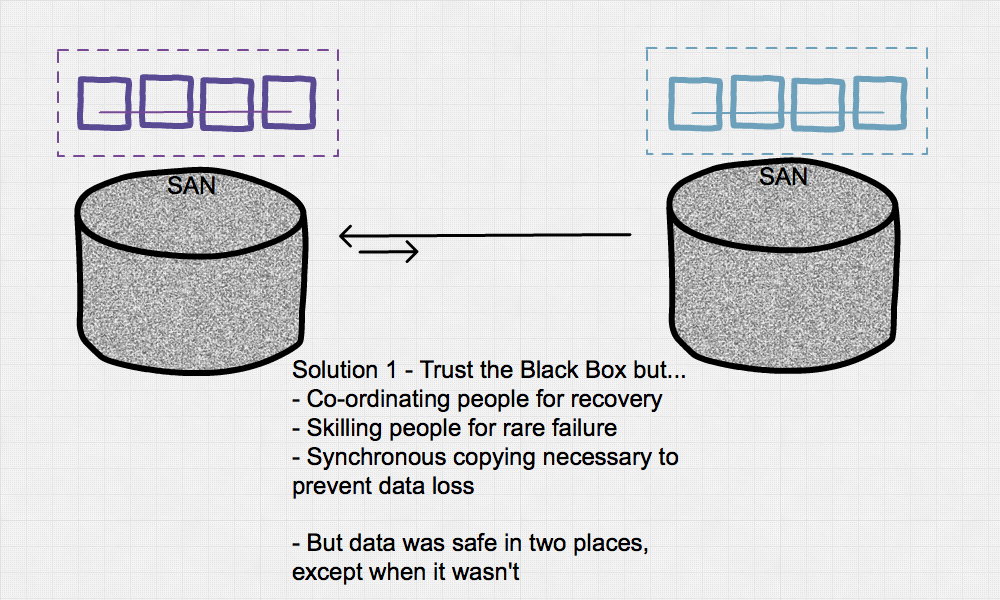 SAN
SAN
Solution 1 - Trust the Black Box but...
- Co-ordinating people for recovery
- Skilling people for rare failure
- Synchronous copying necessary to
prevent data loss
- But data was safe in two places,
except when it wasn't